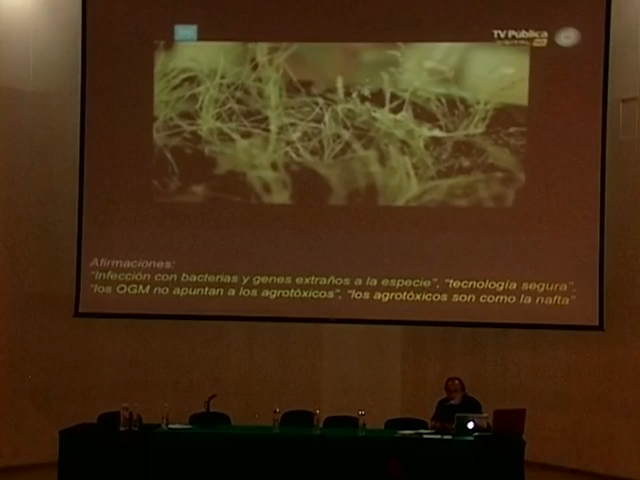 TV Pública
Afirmaciones:
"Infección con bacterias y genes extraños a la especie", "tecnología segura",
"los OGM no apuntan a los agrotóxicos", "los agrotóxicos son como la nafta"